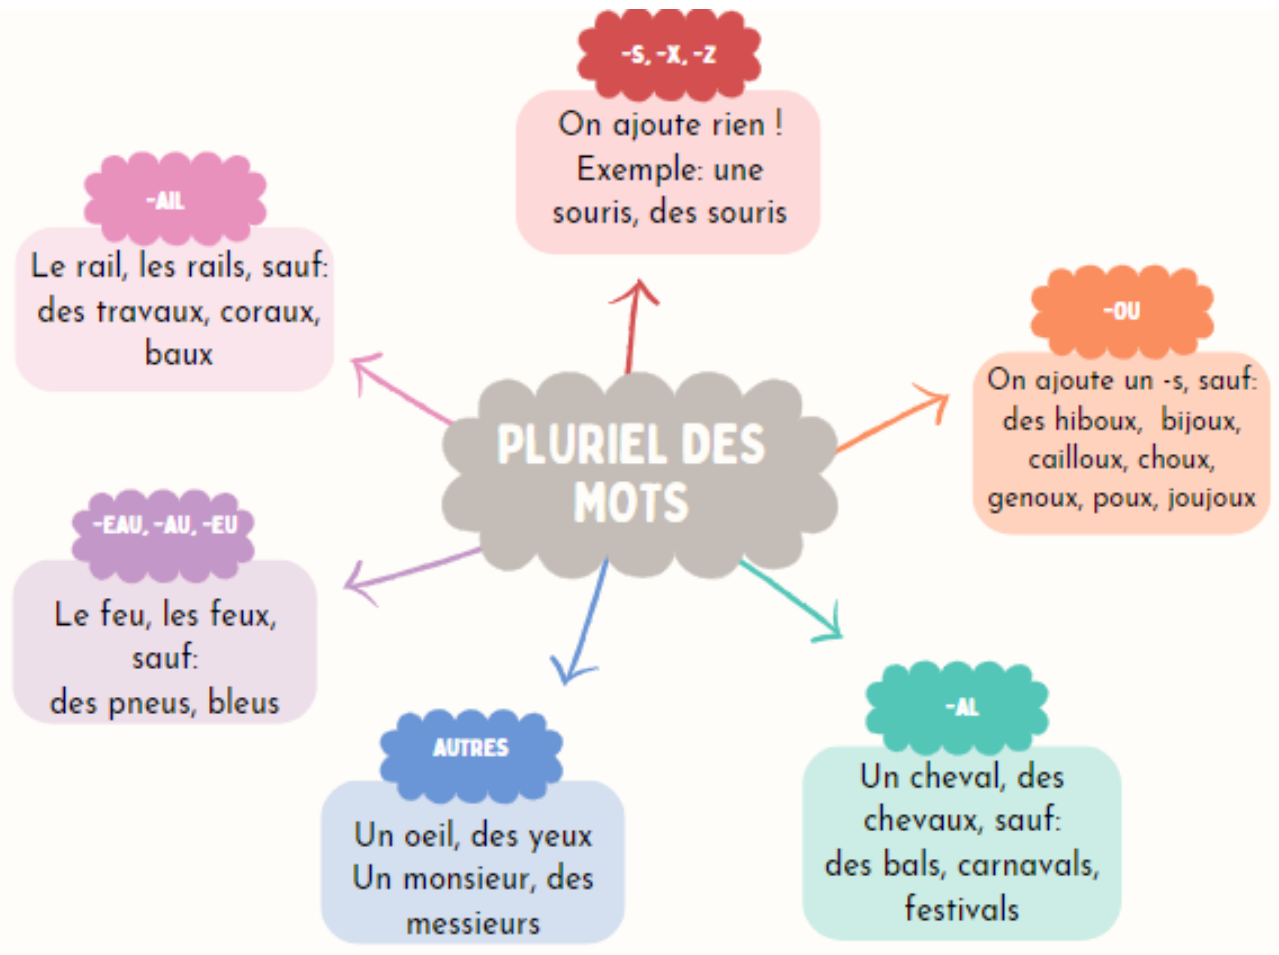 PLURIEL DES
MOTS
-S, -X, -Z
On ajoute rien !
Exemple: une
souris, des souris
-OU
On ajoute un -s, sauf:
des hiboux, bijoux,
cailloux, choux,
genoux, poux, joujoux
-AL
Un cheval, des
chevaux, sauf:
des bals, carnavals,
festivals
AUTRES
Un oeil, des yeux
Un monsieur, des
messieurs
-EAU, -AU, -EU
Le feu, les feux,
sauf:
des pneus, bleus
-AIL
Le rail, les rails, sauf:
des travaux, coraux,
baux